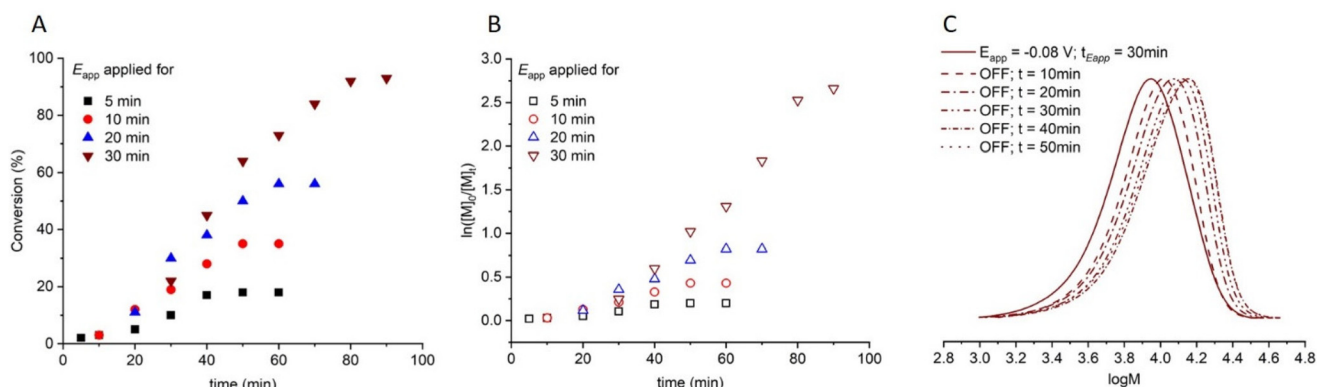 A
B
C
Conversion (%)
100
80
60
40
20
0
E_app applied for
5 min
10 min
20 min
30 min
0 20 40 60 80 100
time (min)
ln([M]₀/[M]ₜ)
3.0
2.5
2.0
1.5
1.0
0.5
0.0
E_app applied for
5 min
10 min
20 min
30 min
0 20 40 60 80 100
time (min)
E_app = -0.08 V; t_Eapp = 30min
OFF; t = 10min
OFF; t = 20min
OFF; t = 30min
OFF; t = 40min
OFF; t = 50min
2.8 3.0 3.2 3.4 3.6 3.8 4.0 4.2 4.4 4.6 4.8
logM